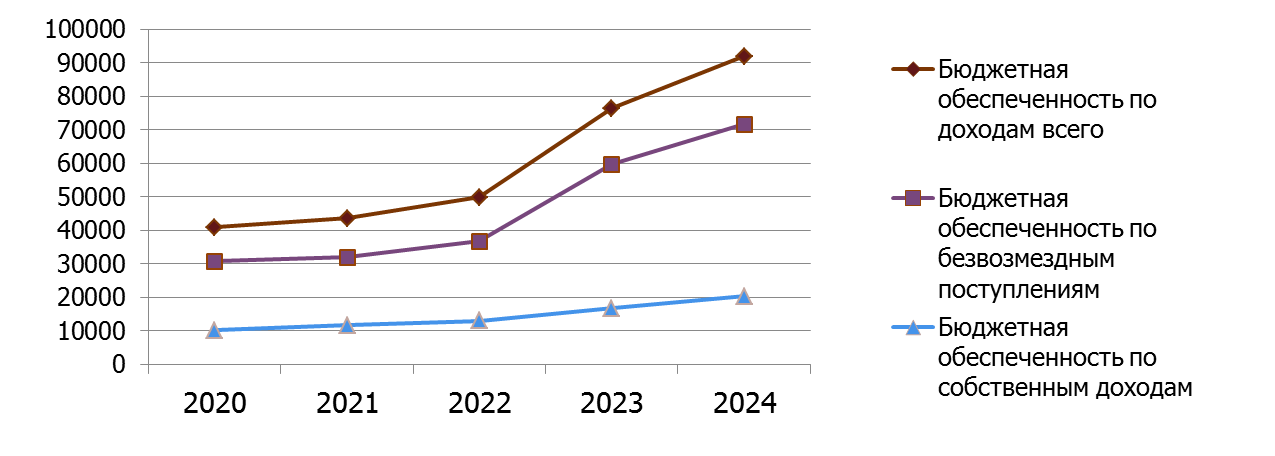 100000
90000
80000
70000
60000
50000
40000
30000
20000
10000
0
2020 2021 2022 2023 2024
Бюджетная
обеспеченность по
доходам всего
Бюджетная
обеспеченность по
безвозмездным
поступлениям
Бюджетная
обеспеченность по
собственным доходам